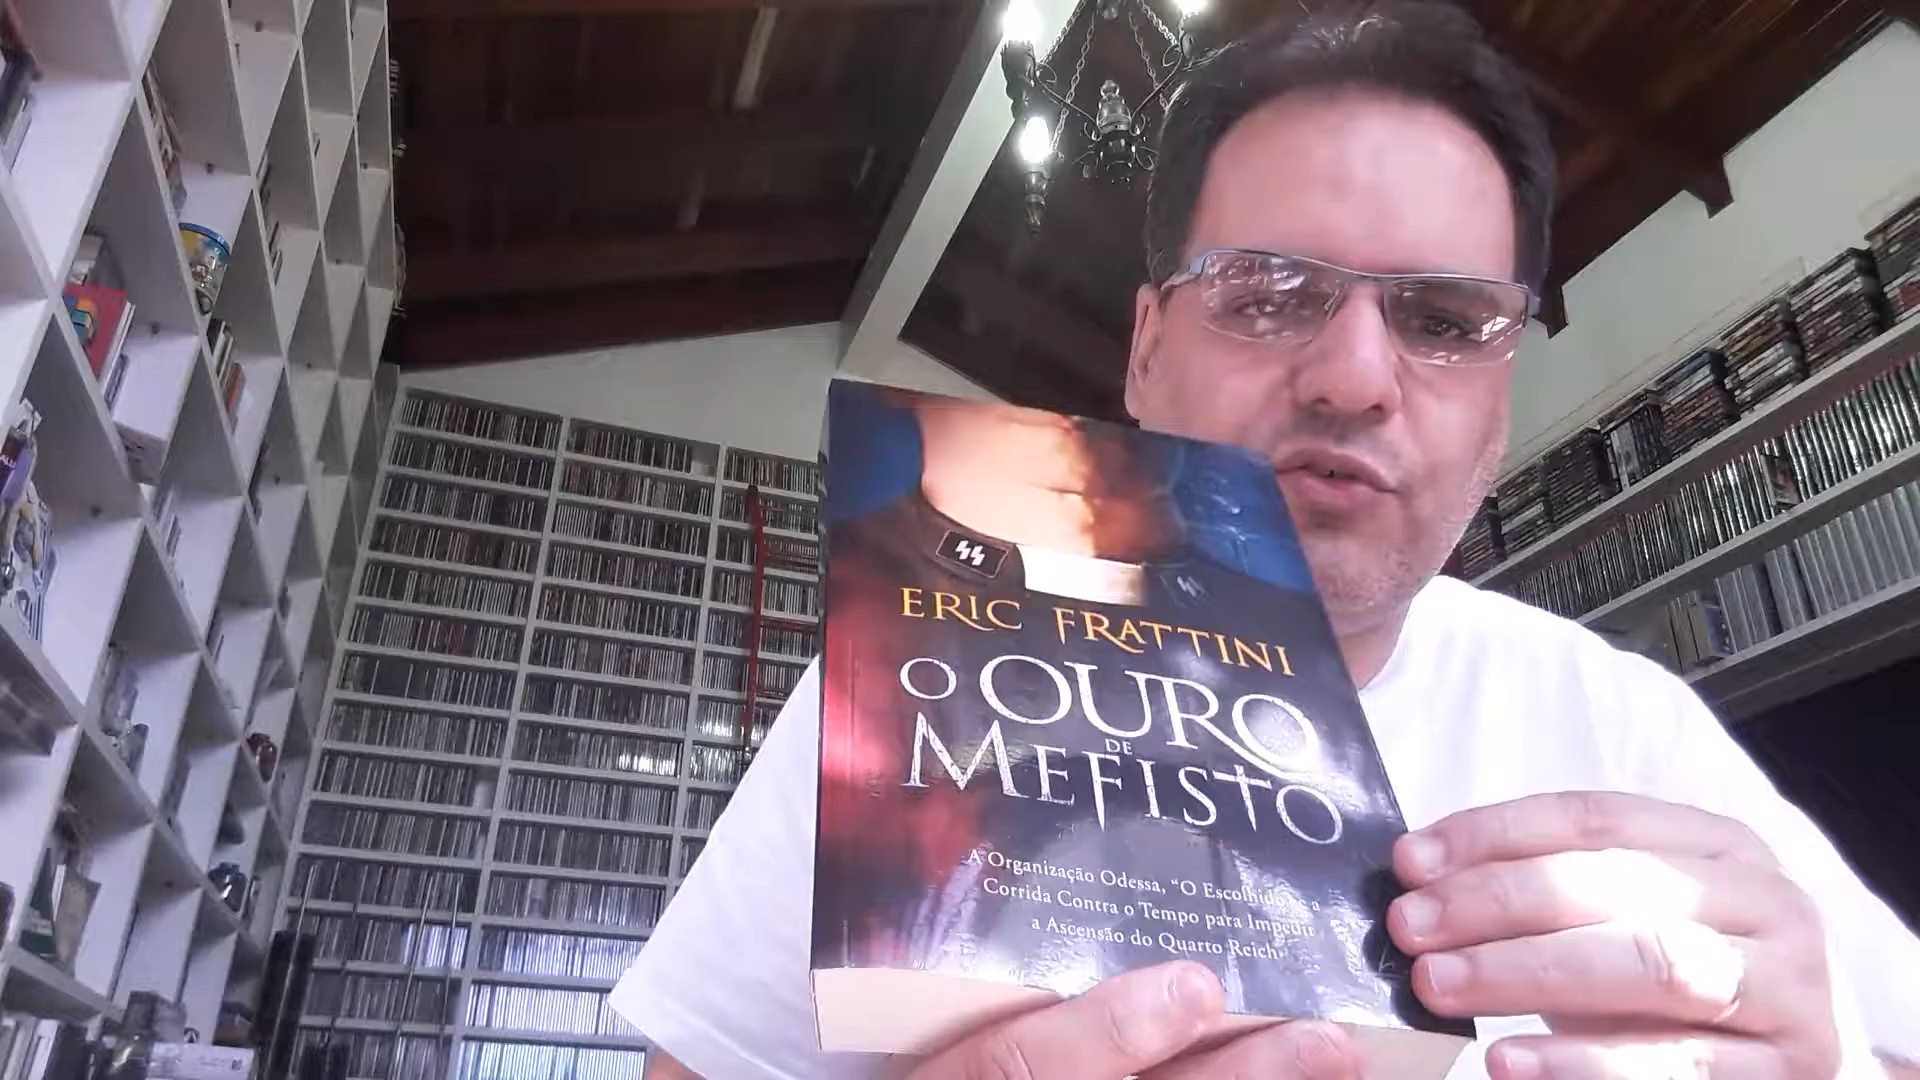 ERIC FRATTINI
O OURO
DE
MEFISTO
A Organização Odessa, “O Escolhido” e a
Corrida Contra o Tempo para Impedir
a Ascensão do Quarto Reich